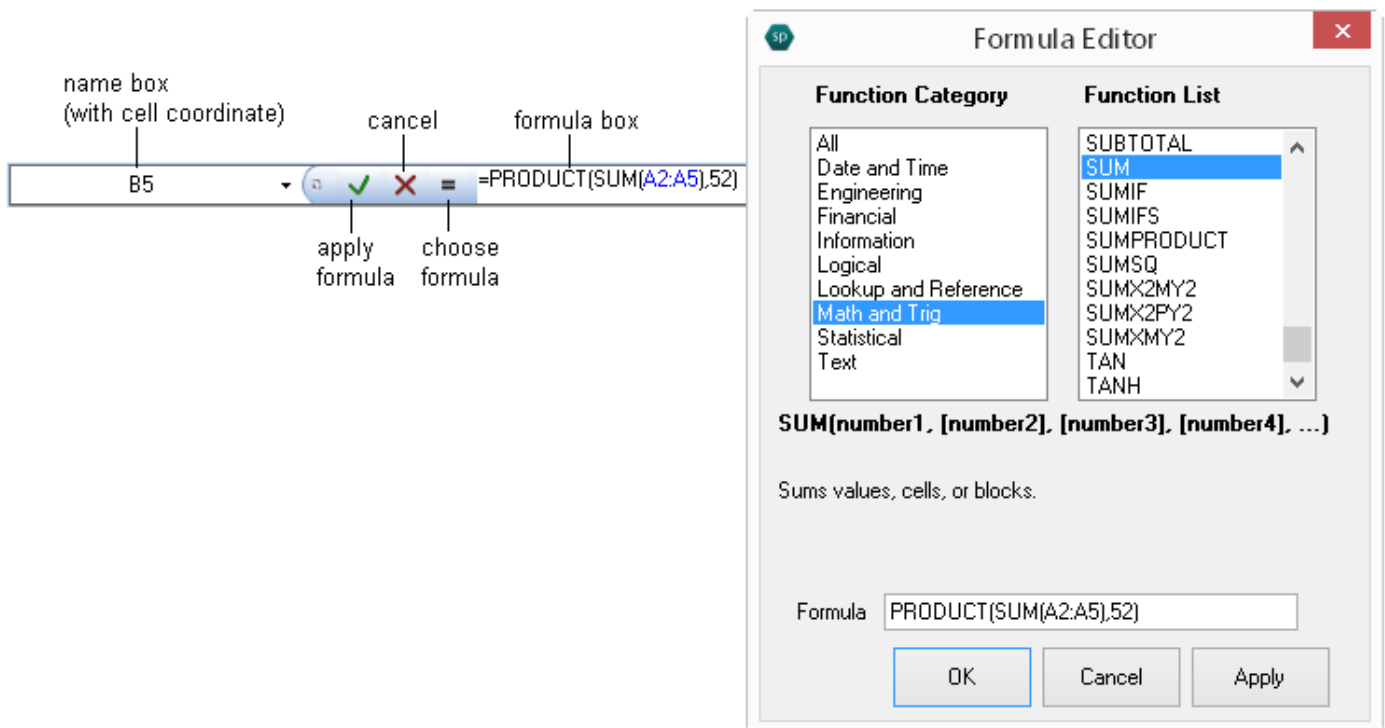 name box
(with cell coordinate)
cancel
formula box
B5
=PRODUCT(SUM(A2:A5),52)
apply
formula
choose
formula
sp
Formula Editor
Function Category
Function List
All
Date and Time
Engineering
Financial
Information
Logical
Lookup and Reference
Math and Trig
Statistical
Text
SUBTOTAL
SUM
SUMIF
SUMIFS
SUMPRODUCT
SUMSQ
SUMX2MY2
SUMX2PY2
SUMXMY2
TAN
TANH
SUM(number1, [number2], [number3], [number4], ...)
Sums values, cells, or blocks.
Formula
PRODUCT(SUM(A2:A5),52)
OK
Cancel
Apply